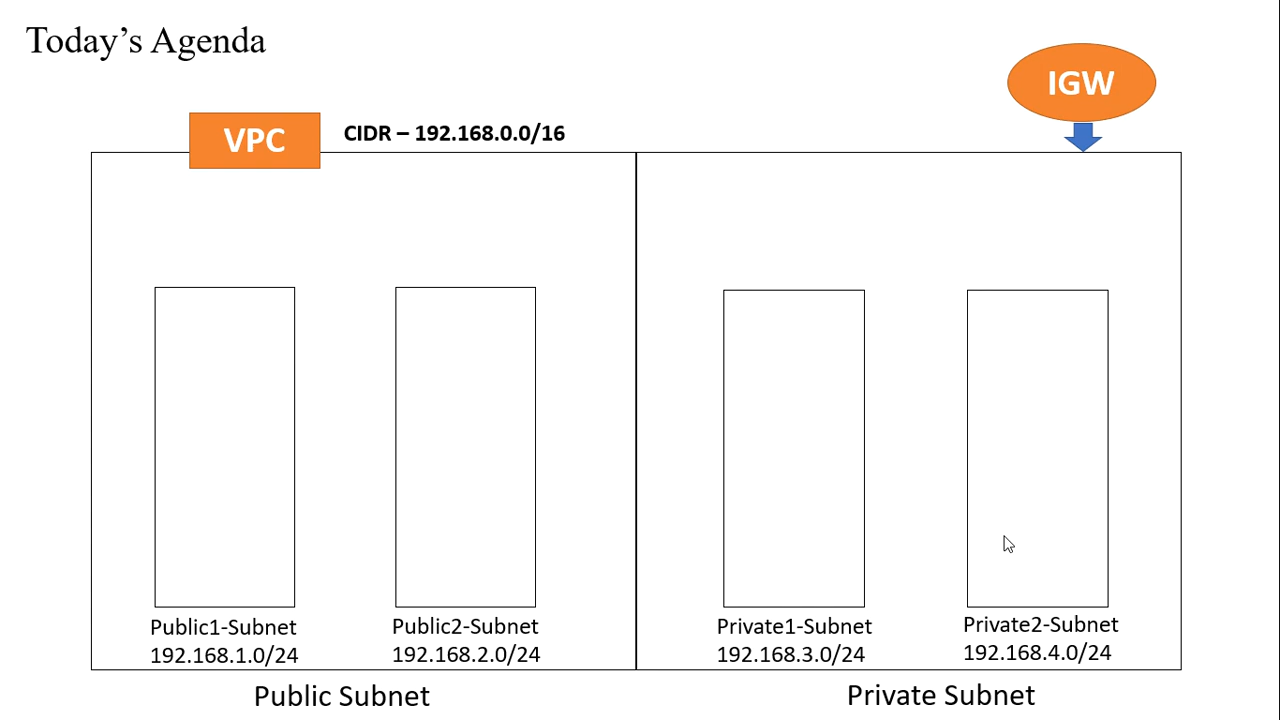 Today’s Agenda
IGW
VPC
CIDR – 192.168.0.0/16
Public1-Subnet
192.168.1.0/24
Public2-Subnet
192.168.2.0/24
Private1-Subnet
192.168.3.0/24
Private2-Subnet
192.168.4.0/24
Public Subnet
Private Subnet